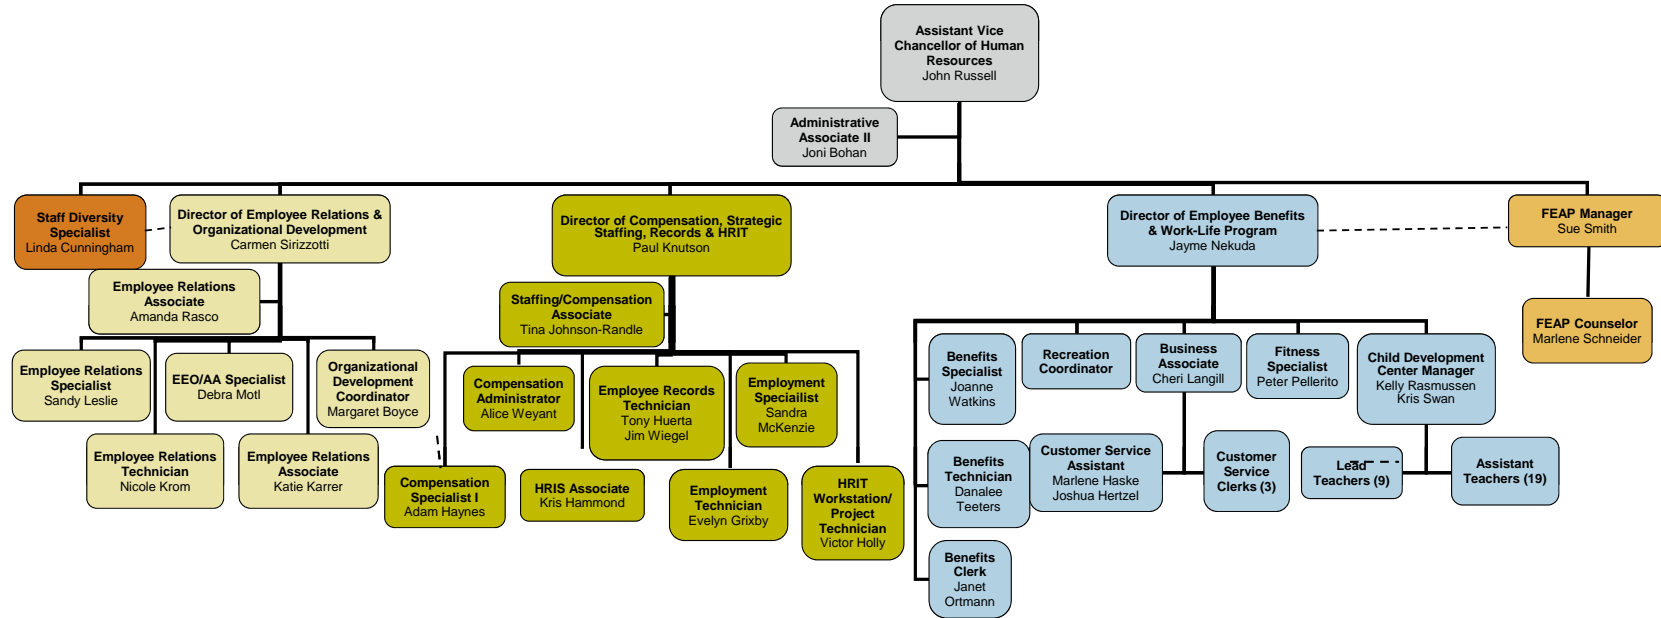 Assistant Vice
Chancellor of Human
Resources
John Russell
Administrative
Associate II
Joni Bohan
Staff Diversity
Specialist
Linda Cunningham
Director of Employee Relations &
Organizational Development
Carmen Sirizzotti
Director of Compensation, Strategic
Staffing, Records & HRIT
Paul Knutson
Director of Employee Benefits
& Work-Life Program
Jayme Nekuda
FEAP Manager
Sue Smith
Employee Relations
Associate
Amanda Rasco
Staffing/Compensation
Associate
Tina Johnson-Randle
FEAP Counselor
Marlene Schneider
Employee Relations
Specialist
Sandy Leslie
EEO/AA Specialist
Debra Motl
Organizational
Development
Coordinator
Margaret Boyce
Employee Relations
Technician
Nicole Krom
Employee Relations
Associate
Katie Karrer
Compensation
Administrator
Alice Weyant
Employee Records
Technician
Tony Huerta
Jim Wiegel
Employment
Speciailist
Sandra
McKenzie
Compensation
Specialist I
Adam Haynes
HRIS Associate
Kris Hammond
Employment
Technician
Evelyn Grixby
HRIT
Workstation/
Project
Technician
Victor Holly
Benefits
Specialist
Joanne
Watkins
Recreation
Coordinator
Business
Associate
Cheri Langill
Fitness
Specialist
Peter Pellerito
Child Development
Center Manager
Kelly Rasmussen
Kris Swan
Benefits
Technician
Danalee
Teeters
Customer Service
Assistant
Marlene Haske
Joshua Hertzel
Customer
Service
Clerks (3)
Lead
Teachers (9)
Assistant
Teachers (19)
Benefits
Clerk
Janet
Ortmann